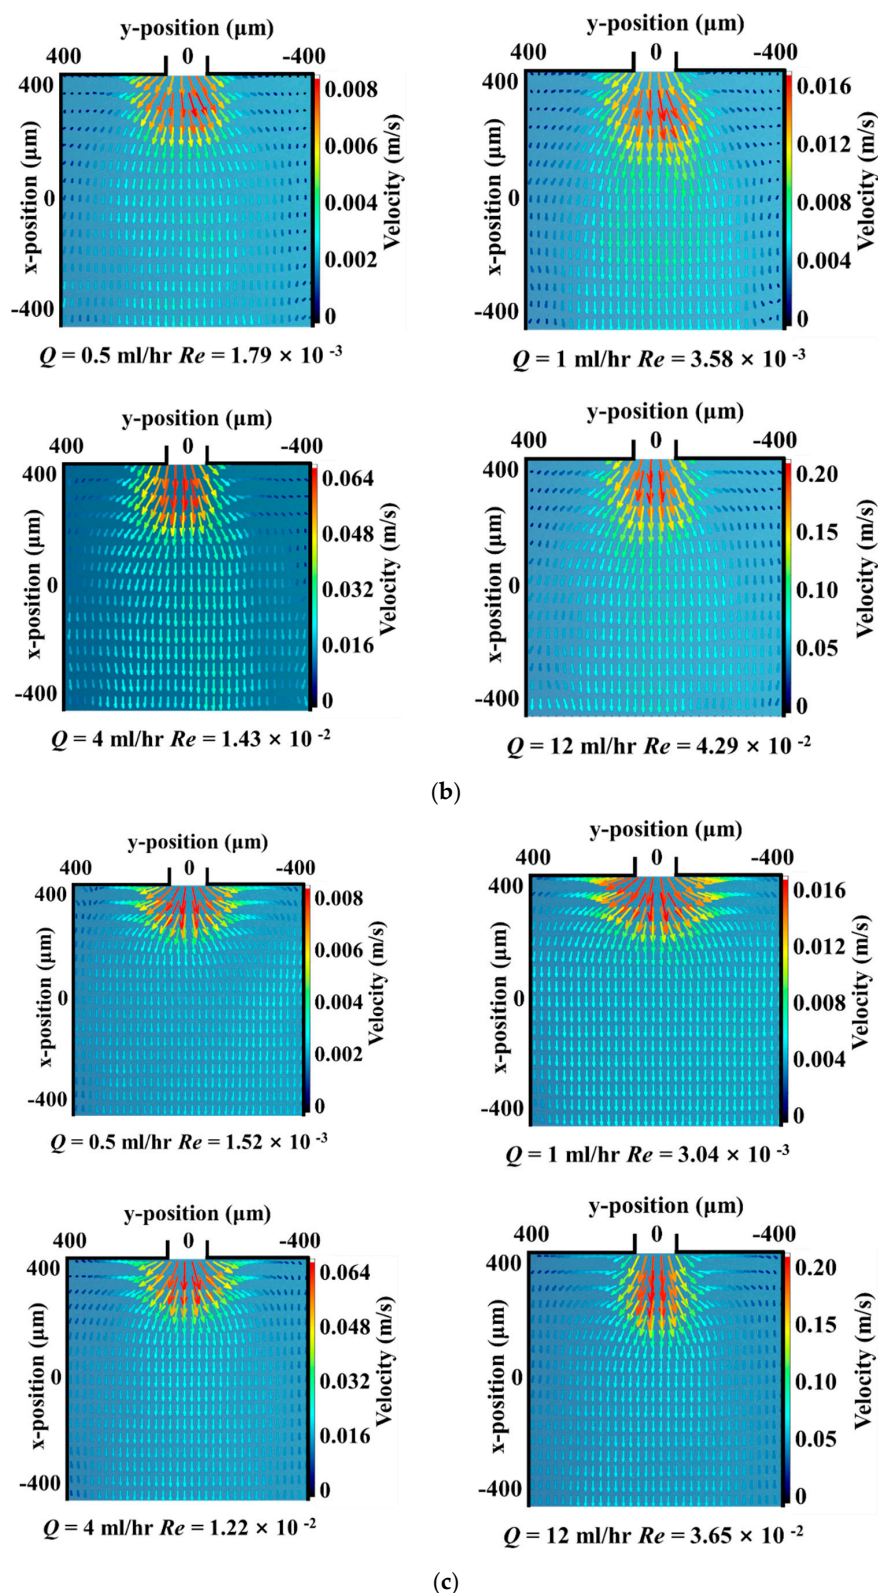 y-position (μm)
400 0 -400
400
0
-400
x-position (μm)
0.008
0.006
0.004
0.002
0
Velocity (m/s)
Q = 0.5 ml/hr Re = 1.79 × 10 -3
y-position (μm)
400 0 -400
400
0
-400
x-position (μm)
0.016
0.012
0.008
0.004
0
Velocity (m/s)
Q = 1 ml/hr Re = 3.58 × 10 -3
y-position (μm)
400 0 -400
400
0
-400
x-position (μm)
0.064
0.048
0.032
0.016
0
Velocity (m/s)
Q = 4 ml/hr Re = 1.43 × 10 -2
y-position (μm)
400 0 -400
400
0
-400
x-position (μm)
0.20
0.15
0.10
0.05
0
Velocity (m/s)
Q = 12 ml/hr Re = 4.29 × 10 -2
(b)
y-position (μm)
400 0 -400
400
0
-400
x-position (μm)
0.008
0.006
0.004
0.002
0
Velocity (m/s)
Q = 0.5 ml/hr Re = 1.52 × 10 -3
y-position (μm)
400 0 -400
400
0
-400
x-position (μm)
0.016
0.012
0.008
0.004
0
Velocity (m/s)
Q = 1 ml/hr Re = 3.04 × 10 -3
y-position (μm)
400 0 -400
400
0
-400
x-position (μm)
0.064
0.048
0.032
0.016
0
Velocity (m/s)
Q = 4 ml/hr Re = 1.22 × 10 -2
y-position (μm)
400 0 -400
400
0
-400
x-position (μm)
0.20
0.15
0.10
0.05
0
Velocity (m/s)
Q = 12 ml/hr Re = 3.65 × 10 -2
(c)